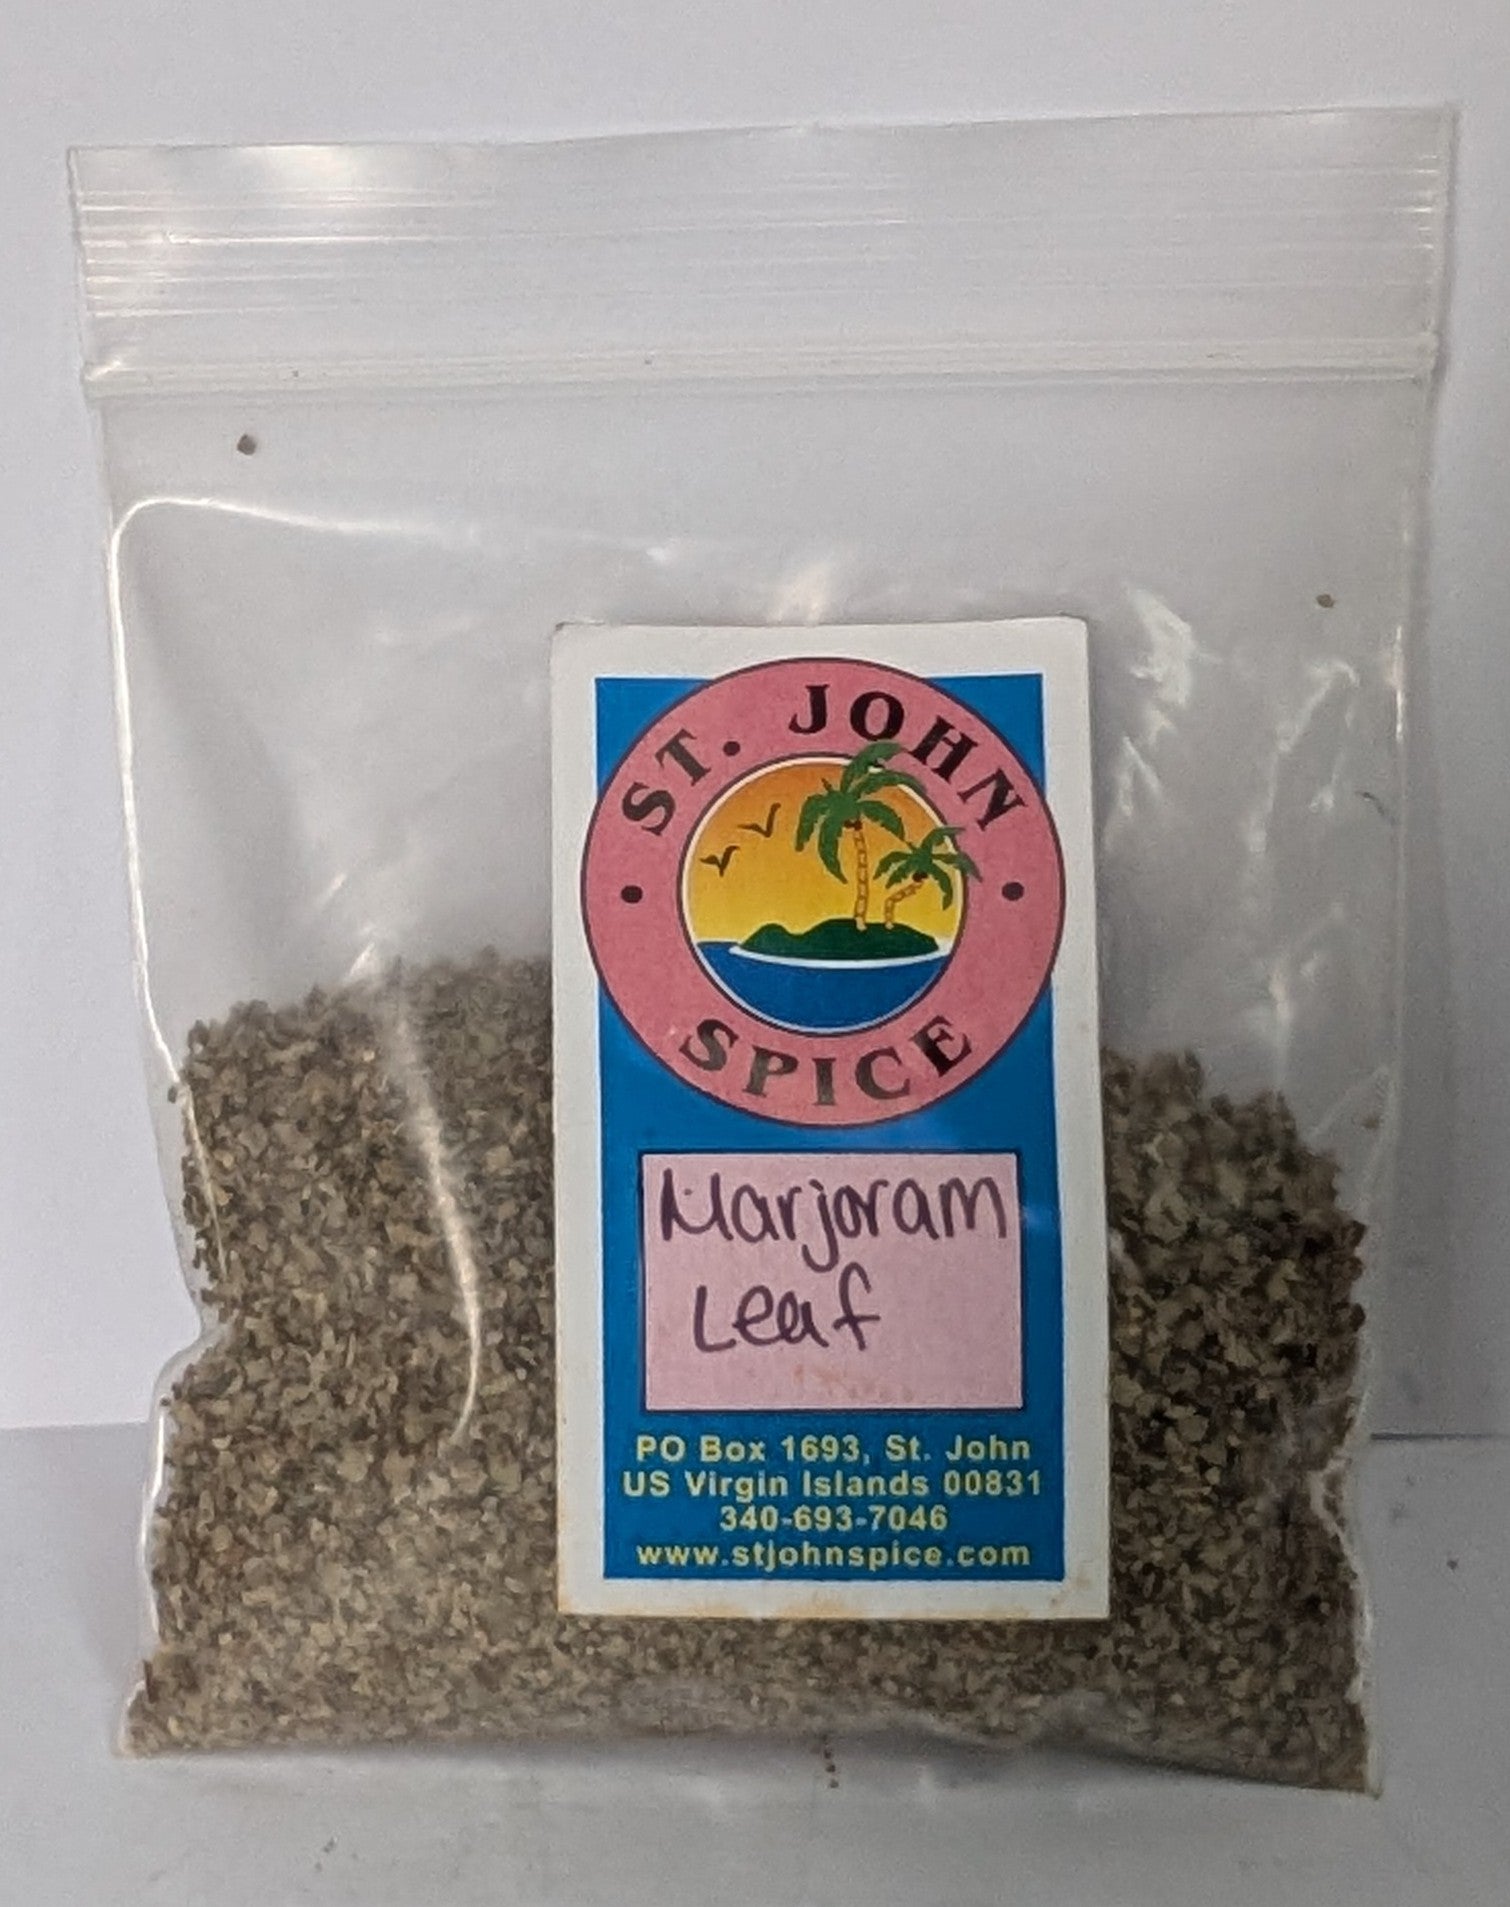 ST. JOHN
SPICE
Marjoram
Leaf
PO Box 1693, St. John
US Virgin Islands 00831
340-693-7046
www.stjohnspice.com